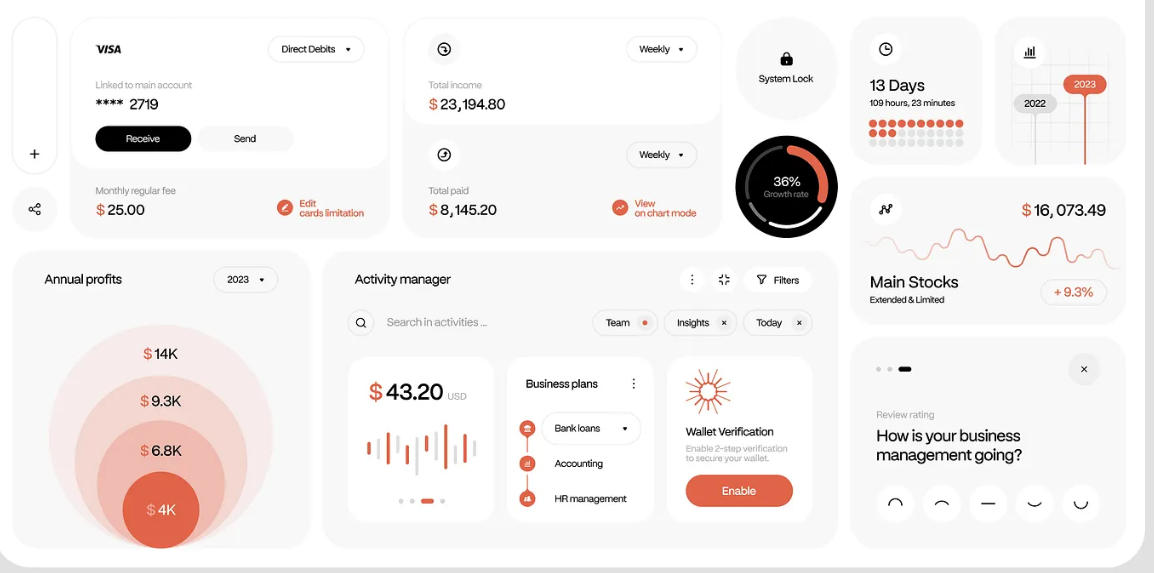 VISA
Direct Debits
Linked to main account
**** 2719
Receive
Send
Monthly regular fee
$ 25.00
Edit
cards limitation
Weekly
Total income
$ 23,194.80
Weekly
Total paid
$ 8,145.20
View
on chart mode
System Lock
36%
Growth rate
13 Days
109 hours, 23 minutes
2023
2022
$ 16,073.49
Main Stocks
Extended & Limited
+ 9.3%
Annual profits
2023
$ 14K
$ 9.3K
$ 6.8K
$ 4K
Activity manager
Filters
Search in activities ...
Team
Insights
Today
$ 43.20 USD
Business plans
Bank loans
Accounting
HR management
Wallet Verification
Enable 2-step verification
to secure your wallet.
Enable
Review rating
How is your business
management going?